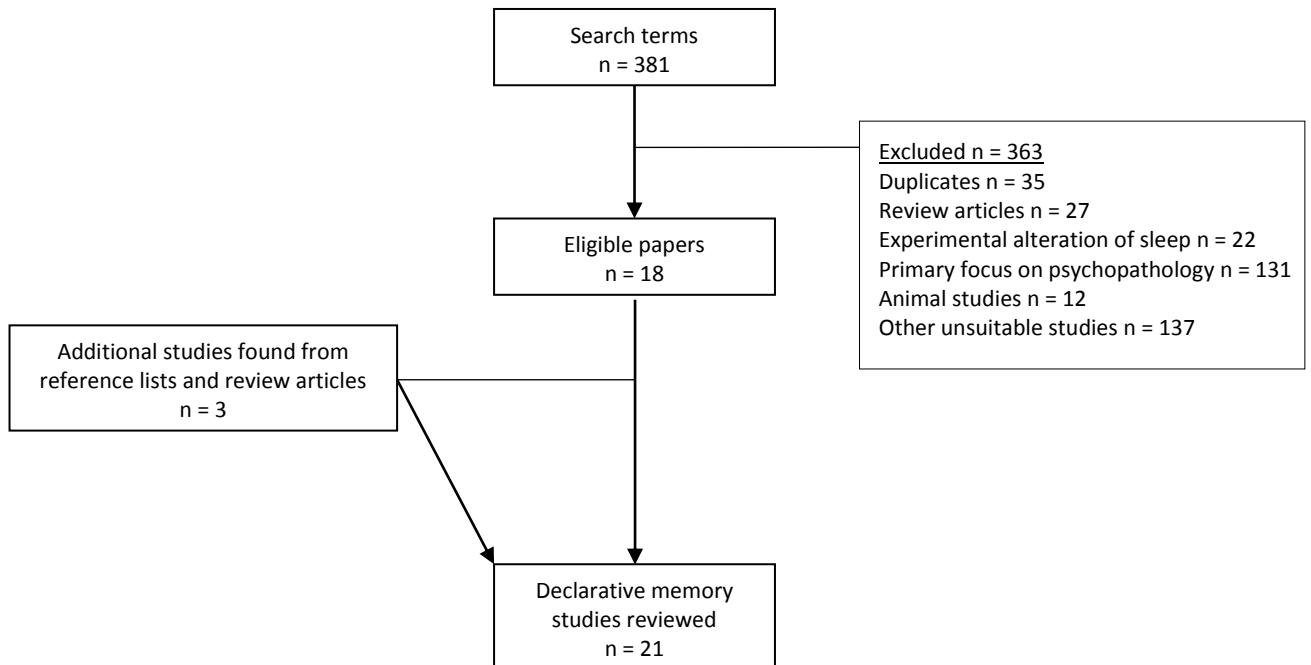 Search terms
n = 381
Excluded n = 363
Duplicates n = 35
Review articles n = 27
Experimental alteration of sleep n = 22
Primary focus on psychopathology n = 131
Animal studies n = 12
Other unsuitable studies n = 137
Eligible papers
n = 18
Additional studies found from
reference lists and review articles
n = 3
Declarative memory
studies reviewed
n = 21